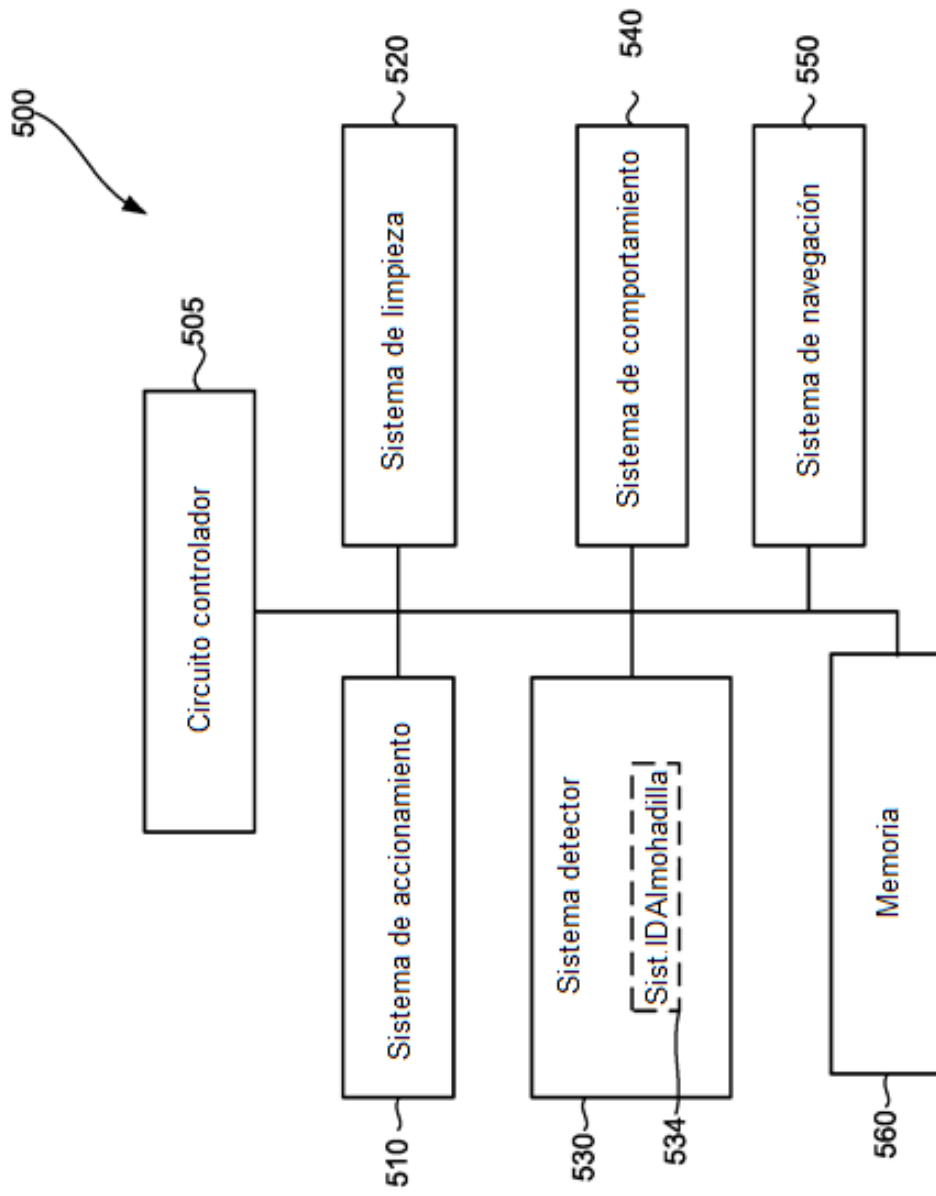 500
505
Circuito controlador
510
Sistema de accionamiento
520
Sistema de limpieza
530
Sistema detector
534
Sist.IDAlmohadilla
540
Sistema de comportamiento
550
Sistema de navegación
560
Memoria